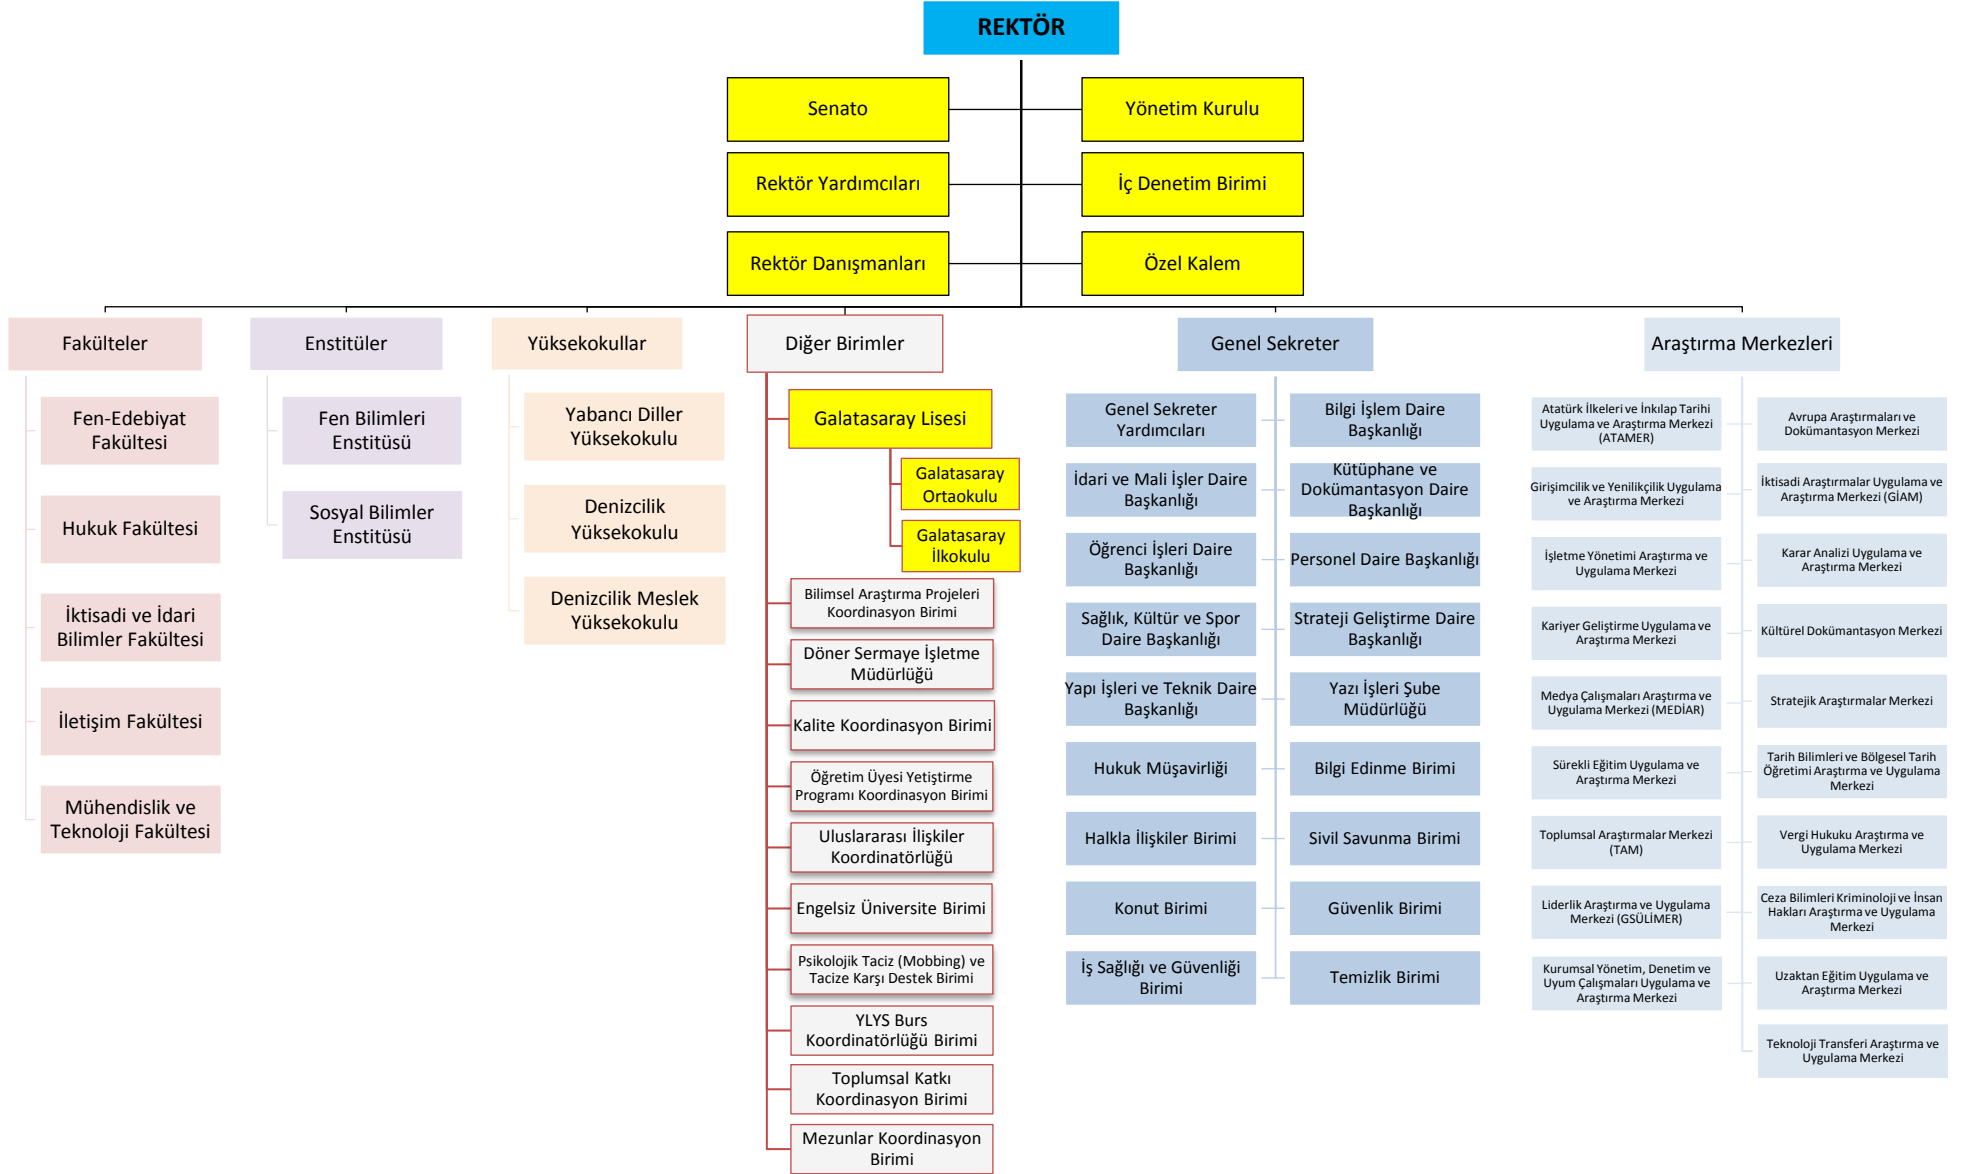 REKTÖR
Senato
Yönetim Kurulu
Rektör Yardımcıları
İç Denetim Birimi
Rektör Danışmanları
Özel Kalem
Fakülteler
Fen-Edebiyat
Fakültesi
Hukuk Fakültesi
İktisadi ve İdari
Bilimler Fakültesi
İletişim Fakültesi
Mühendislik ve
Teknoloji Fakültesi
Enstitüler
Fen Bilimleri
Enstitüsü
Sosyal Bilimler
Enstitüsü
Yüksekokullar
Yabancı Diller
Yüksekokulu
Denizcilik
Yüksekokulu
Denizcilik Meslek
Yüksekokulu
Diğer Birimler
Galatasaray Lisesi
Galatasaray
Ortaokulu
Galatasaray
İlkokulu
Bilimsel Araştırma Projeleri
Koordinasyon Birimi
Döner Sermaye İşletme
Müdürlüğü
Kalite Koordinasyon Birimi
Öğretim Üyesi Yetiştirme
Programı Koordinasyon Birimi
Uluslararası İlişkiler
Koordinatörlüğü
Engelsiz Üniversite Birimi
Psikolojik Taciz (Mobbing) ve
Tacize Karşı Destek Birimi
YLYS Burs
Koordinatörlüğü Birimi
Toplumsal Katkı
Koordinasyon Birimi
Mezunlar Koordinasyon
Birimi
Genel Sekreter
Genel Sekreter
Yardımcıları
Bilgi İşlem Daire
Başkanlığı
İdari ve Mali İşler Daire
Başkanlığı
Kütüphane ve
Dokümantasyon Daire
Başkanlığı
Öğrenci İşleri Daire
Başkanlığı
Personel Daire Başkanlığı
Sağlık, Kültür ve Spor
Daire Başkanlığı
Strateji Geliştirme Daire
Başkanlığı
Yapı İşleri ve Teknik Daire
Başkanlığı
Yazı İşleri Şube
Müdürlüğü
Hukuk Müşavirliği
Bilgi Edinme Birimi
Halkla İlişkiler Birimi
Sivil Savunma Birimi
Konut Birimi
Güvenlik Birimi
İş Sağlığı ve Güvenliği
Birimi
Temizlik Birimi
Araştırma Merkezleri
Atatürk İlkeleri ve İnkılap Tarihi
Uygulama ve Araştırma Merkezi
(ATAMER)
Avrupa Araştırmaları ve
Dokümantasyon Merkezi
Girişimcilik ve Yenilikçilik Uygulama
ve Araştırma Merkezi
İktisadi Araştırmalar Uygulama ve
Araştırma Merkezi (GİAM)
İşletme Yönetimi Araştırma ve
Uygulama Merkezi
Karar Analizi Uygulama ve
Araştırma Merkezi
Kariyer Geliştirme Uygulama ve
Araştırma Merkezi
Kültürel Dokümantasyon Merkezi
Medya Çalışmaları Araştırma ve
Uygulama Merkezi (MEDİAR)
Stratejik Araştırmalar Merkezi
Sürekli Eğitim Uygulama ve
Araştırma Merkezi
Tarih Bilimleri ve Bölgesel Tarih
Öğretimi Araştırma ve Uygulama
Merkezi
Toplumsal Araştırmalar Merkezi
(TAM)
Vergi Hukuku Araştırma ve
Uygulama Merkezi
Liderlik Araştırma ve Uygulama
Merkezi (GSÜLİMER)
Ceza Bilimleri Kriminoloji ve İnsan
Hakları Araştırma ve Uygulama
Merkezi
Kurumsal Yönetim, Denetim ve
Uyum Çalışmaları Uygulama ve
Araştırma Merkezi
Uzaktan Eğitim Uygulama ve
Araştırma Merkezi
Teknoloji Transferi Araştırma ve
Uygulama Merkezi